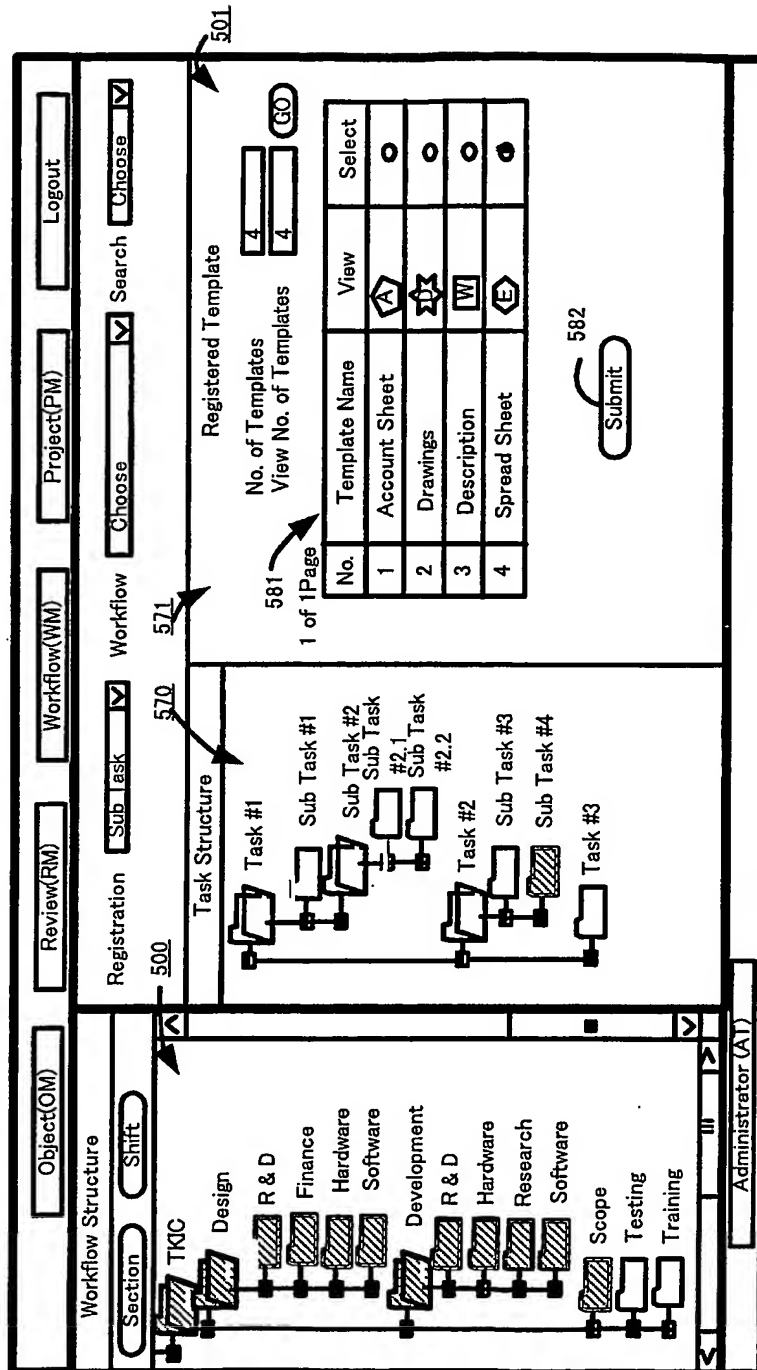 Object(OM) Review(RM) Workflow(WM) Project(PM) Logout
Workflow Structure
Section Shift
500
TKIC
Design
R & D
Finance
Hardware
Software
Development
R & D
Hardware
Research
Software
Scope
Testing
Training
Registration Sub Task Workflow Choose Search Choose
570
571
501
Task Structure
Task #1
Sub Task #1
Sub Task #2
Sub Task
#2.1
Sub Task
#2.2
Task #2
Sub Task #3
Sub Task #4
Task #3
Registered Template
No. of Templates 4
View No. of Templates 4 GO
581
1 of 1Page
No. Template Name View Select
1 Account Sheet A
2 Drawings D
3 Description W
4 Spread Sheet E
582
Submit
Administrator (AT)